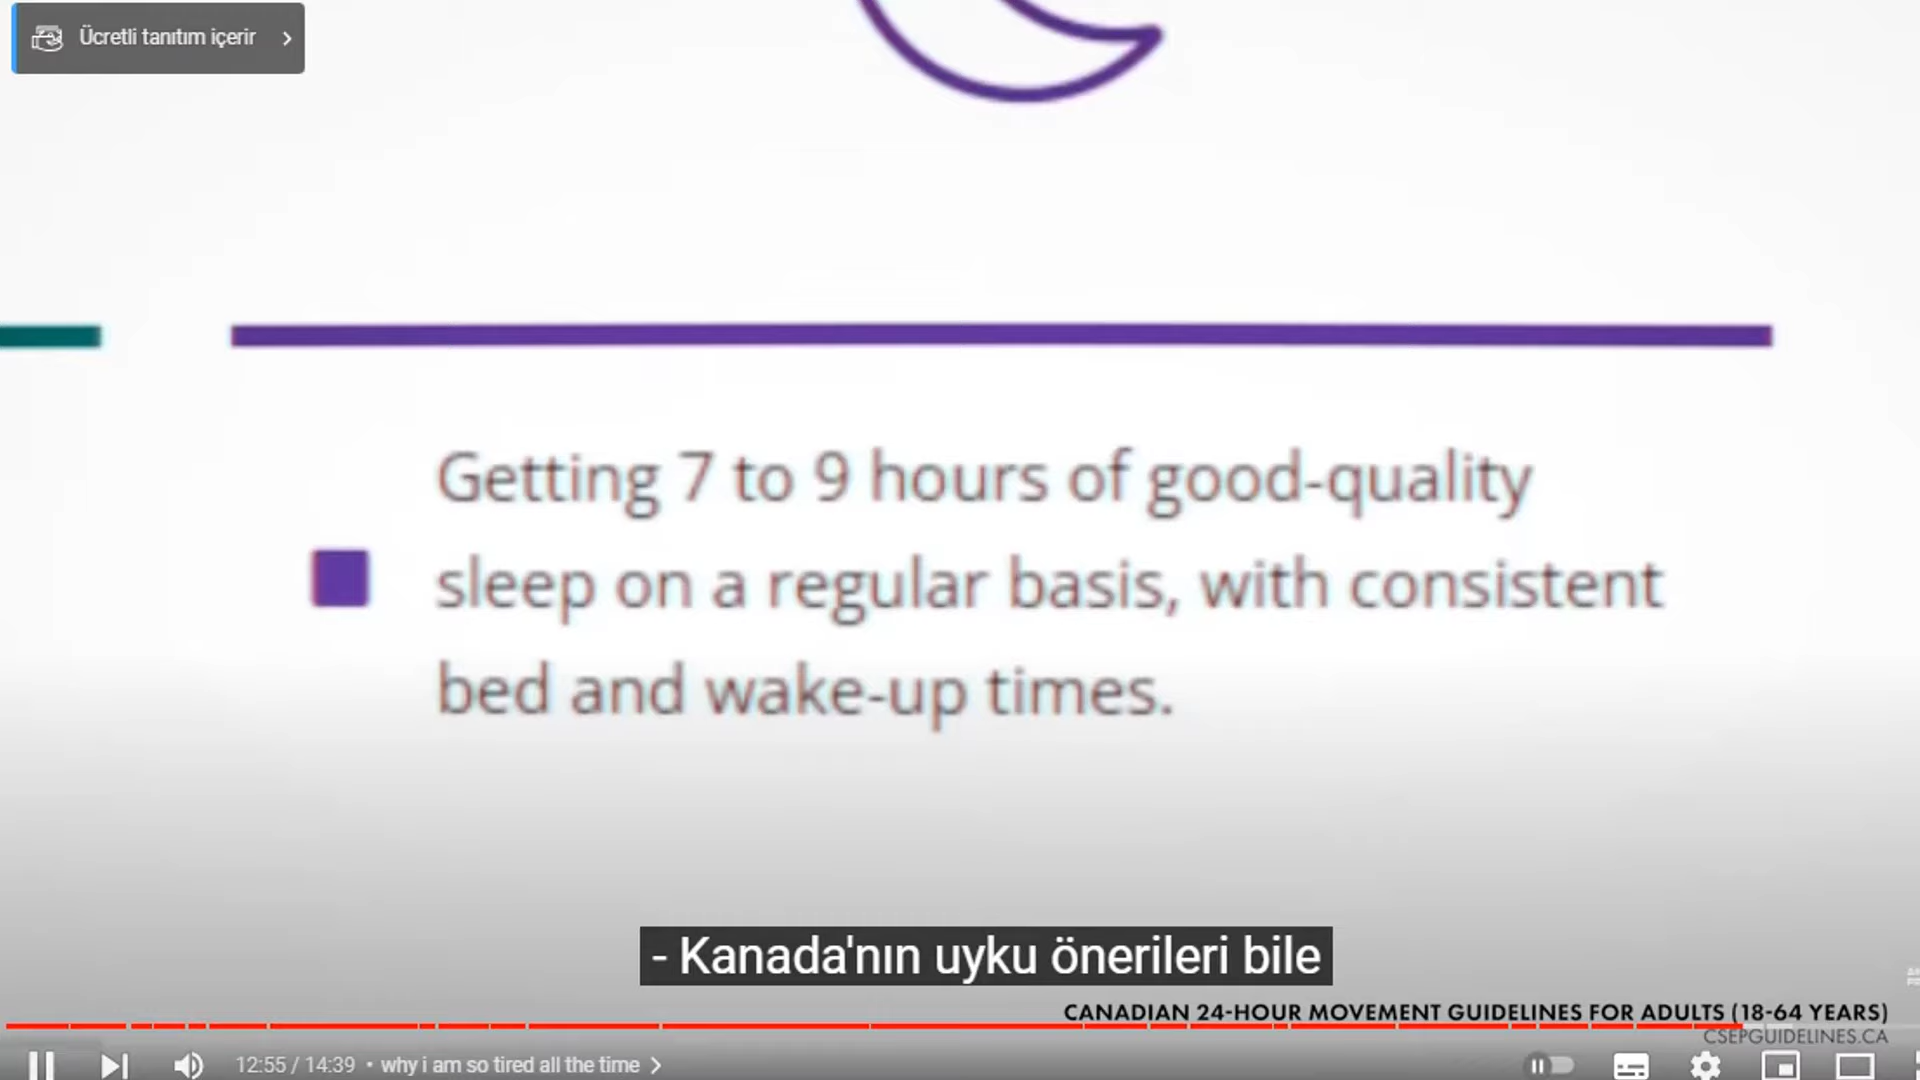 Ücretli tanıtım içerir
Getting 7 to 9 hours of good-quality
sleep on a regular basis, with consistent
bed and wake-up times.
- Kanada'nın uyku önerileri bile
CANADIAN 24-HOUR MOVEMENT GUIDELINES FOR ADULTS (18-64 YEARS)
CSEPGUIDELINES.CA
12:55 / 14:39 • why i am so tired all the time